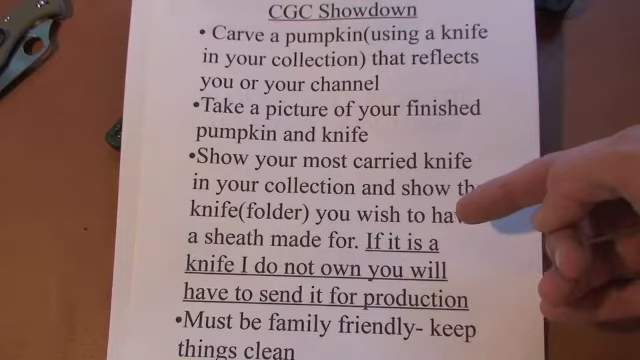 CGC Showdown
• Carve a pumpkin(using a knife
in your collection) that reflects
you or your channel
•Take a picture of your finished
pumpkin and knife
•Show your most carried knife
in your collection and show
knife(folder) you wish to
a sheath made for. If it is a
knife I do not own you will
have to send it for production
•Must be family friendly- keep
things clean